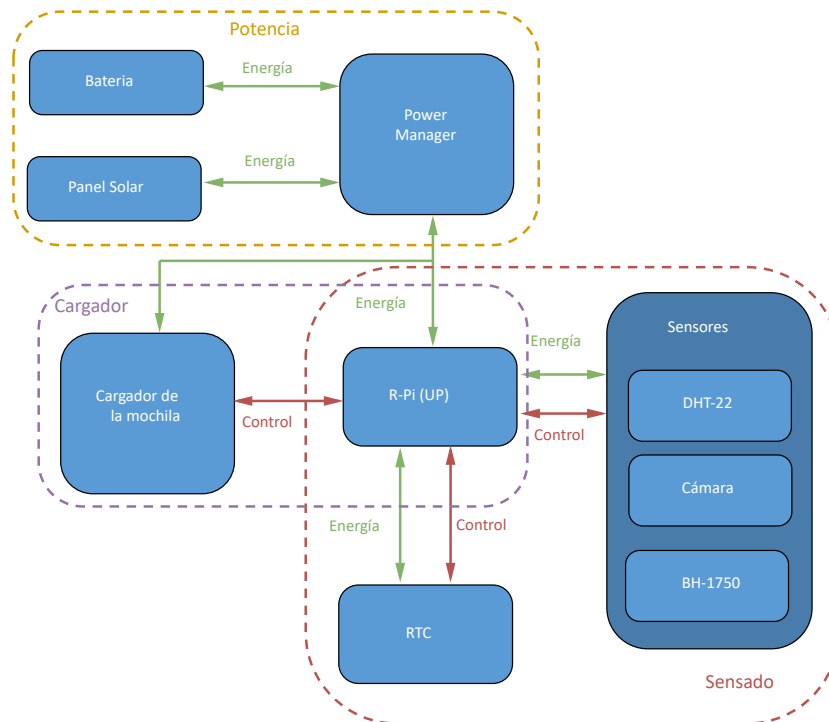 Potencia
Bateria
Energía
Power
Manager
Panel Solar
Energía
Cargador
Energía
Sensores
Energía
Cargador de
la mochila
Control
R-Pi (UP)
Control
DHT-22
Cámara
Energía
Control
BH-1750
RTC
Sensado